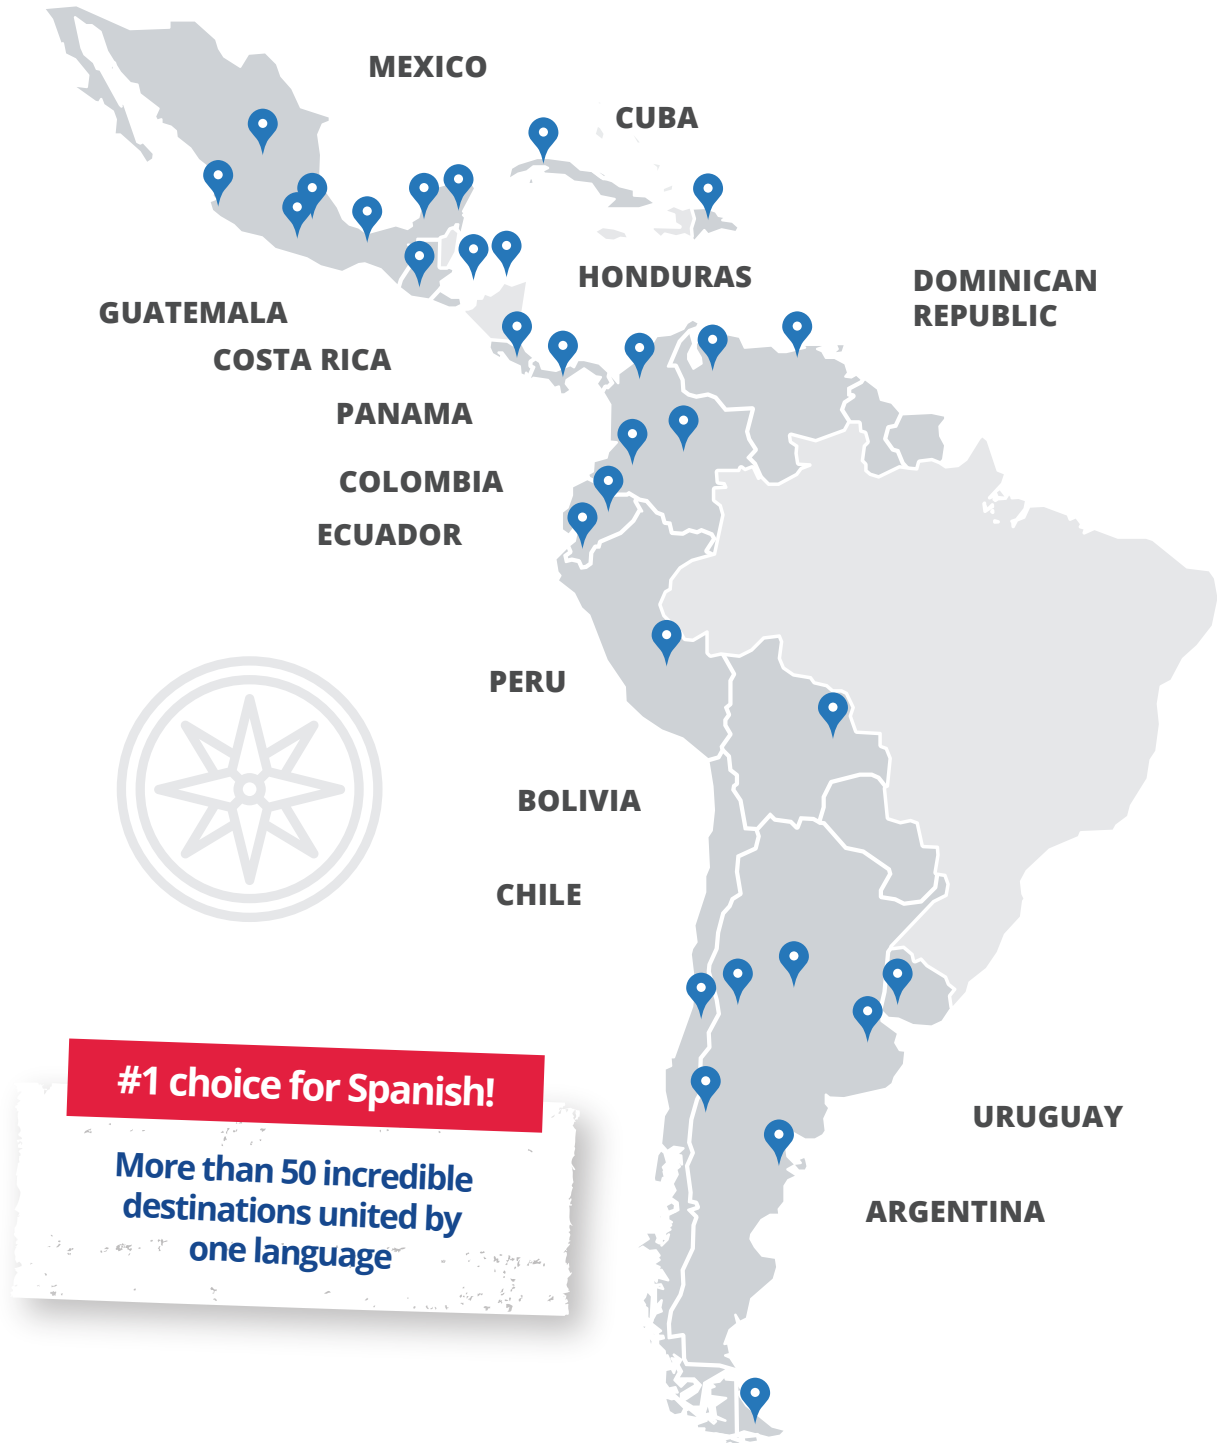 MEXICO
CUBA
HONDURAS
DOMINICAN
REPUBLIC
GUATEMALA
COSTA RICA
PANAMA
COLOMBIA
ECUADOR
PERU
BOLIVIA
CHILE
URUGUAY
ARGENTINA
#1 choice for Spanish!
More than 50 incredible
destinations united by
one language